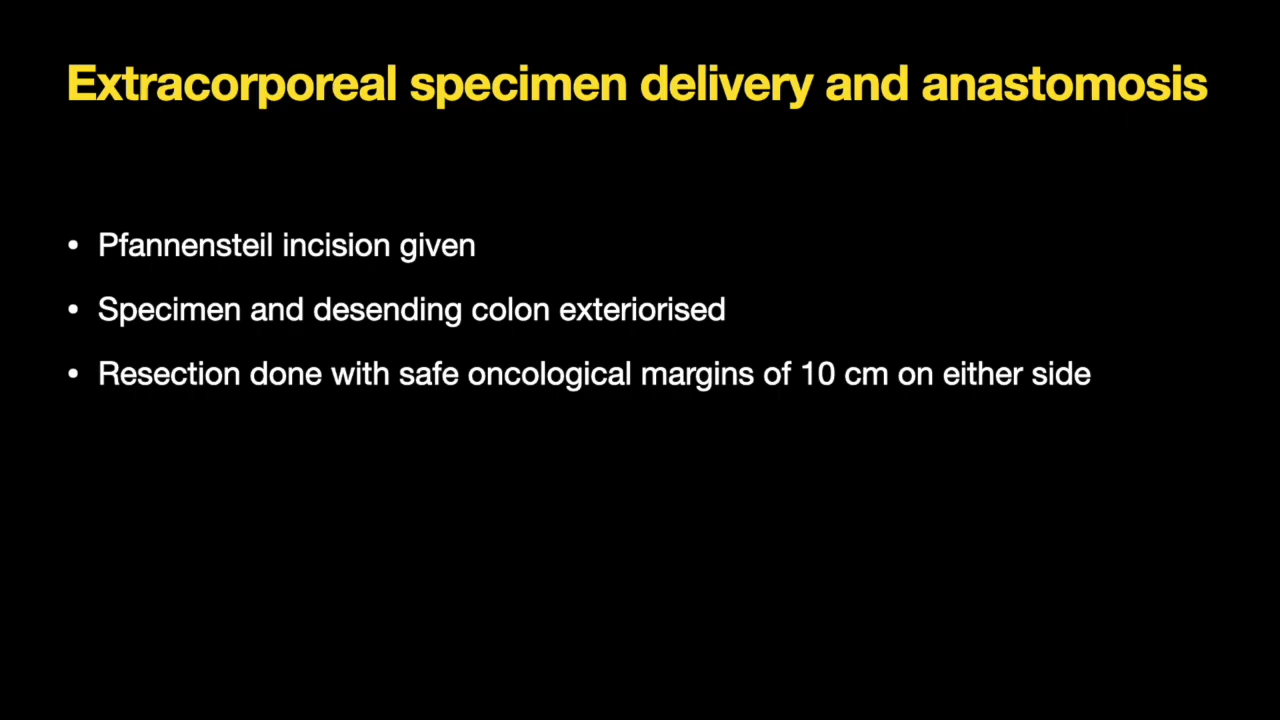 Extracorporeal specimen delivery and anastomosis
• Pfannensteil incision given
• Specimen and desending colon exteriorised
• Resection done with safe oncological margins of 10 cm on either side